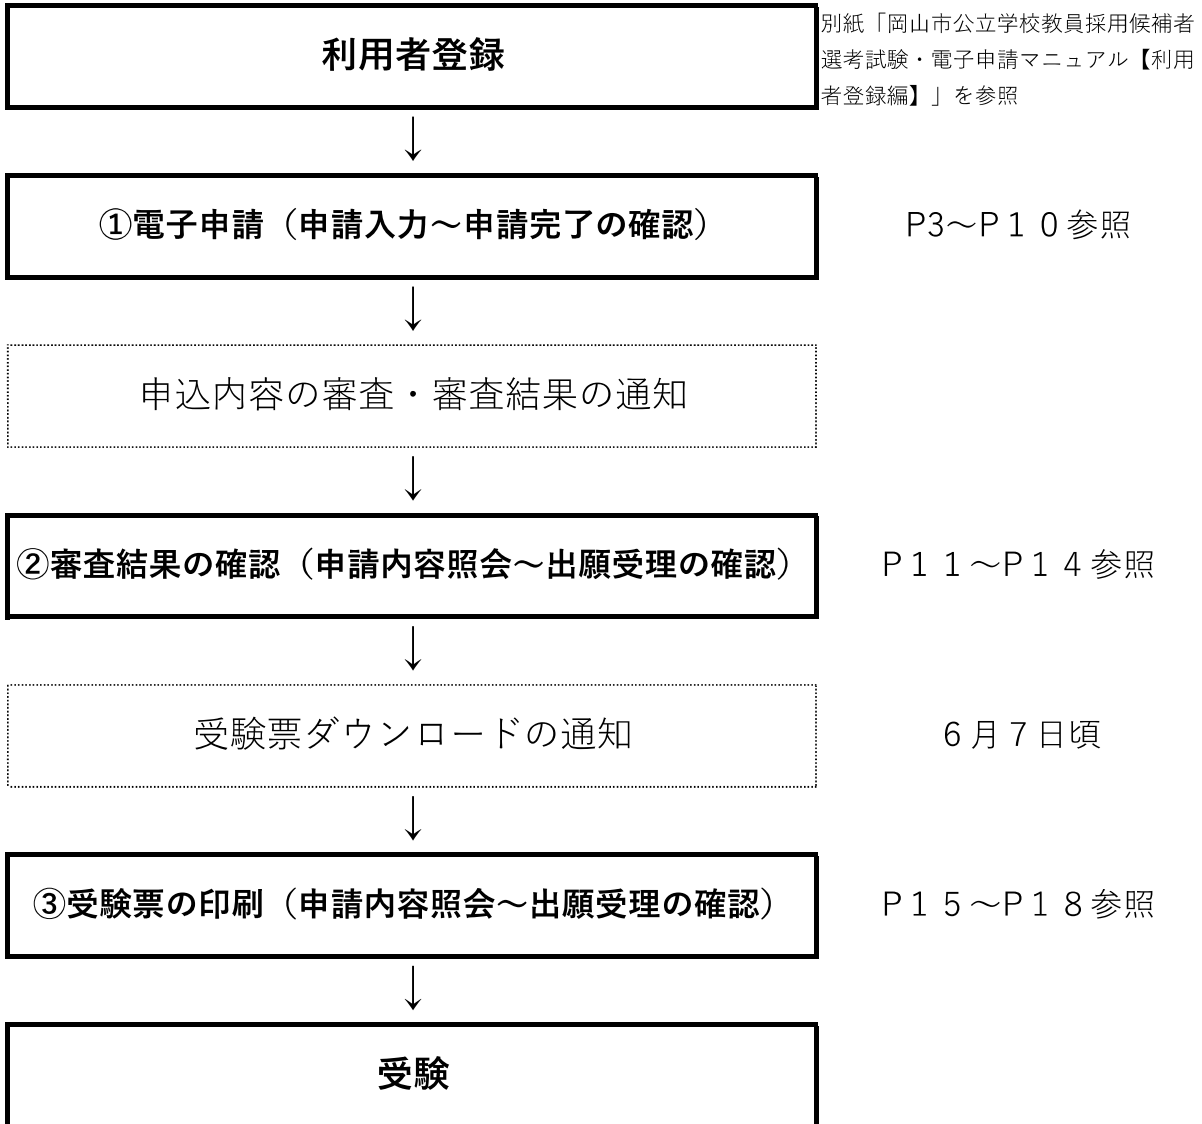 利用者登録
別紙「岡山市公立学校教員採用候補者
選考試験・電子申請マニュアル【利用
者登録編】」を参照
↓
①電子申請（申請入力～申請完了の確認）
P3～Ｐ１０参照
↓
申込内容の審査・審査結果の通知
↓
②審査結果の確認（申請内容照会～出願受理の確認）
Ｐ１１～Ｐ１４参照
↓
受験票ダウンロードの通知
６月７日頃
↓
③受験票の印刷（申請内容照会～出願受理の確認）
Ｐ１５～Ｐ１８参照
↓
受験